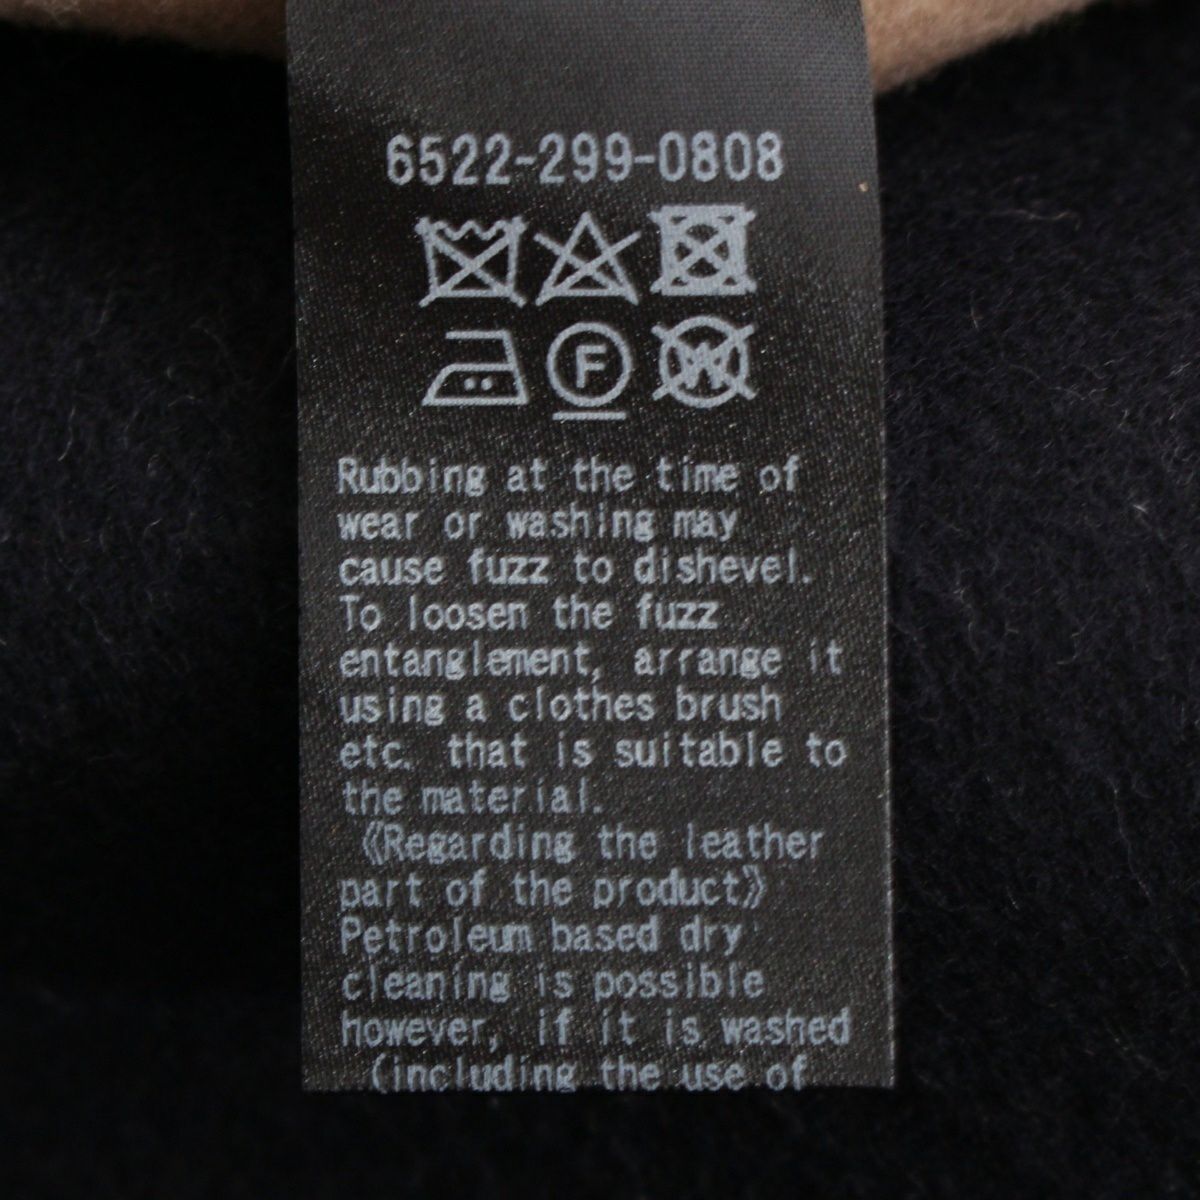 6522-299-0808
F W
Rubbing at the time of
wear or washing may
cause fuzz to dishevel.
To loosen the fuzz
entanglement, arrange it
using a clothes brush
etc. that is suitable to
the material.
《Regarding the leather
part of the product》
Petroleum based dry
cleaning is possible
however, if it is washed
(including the use of